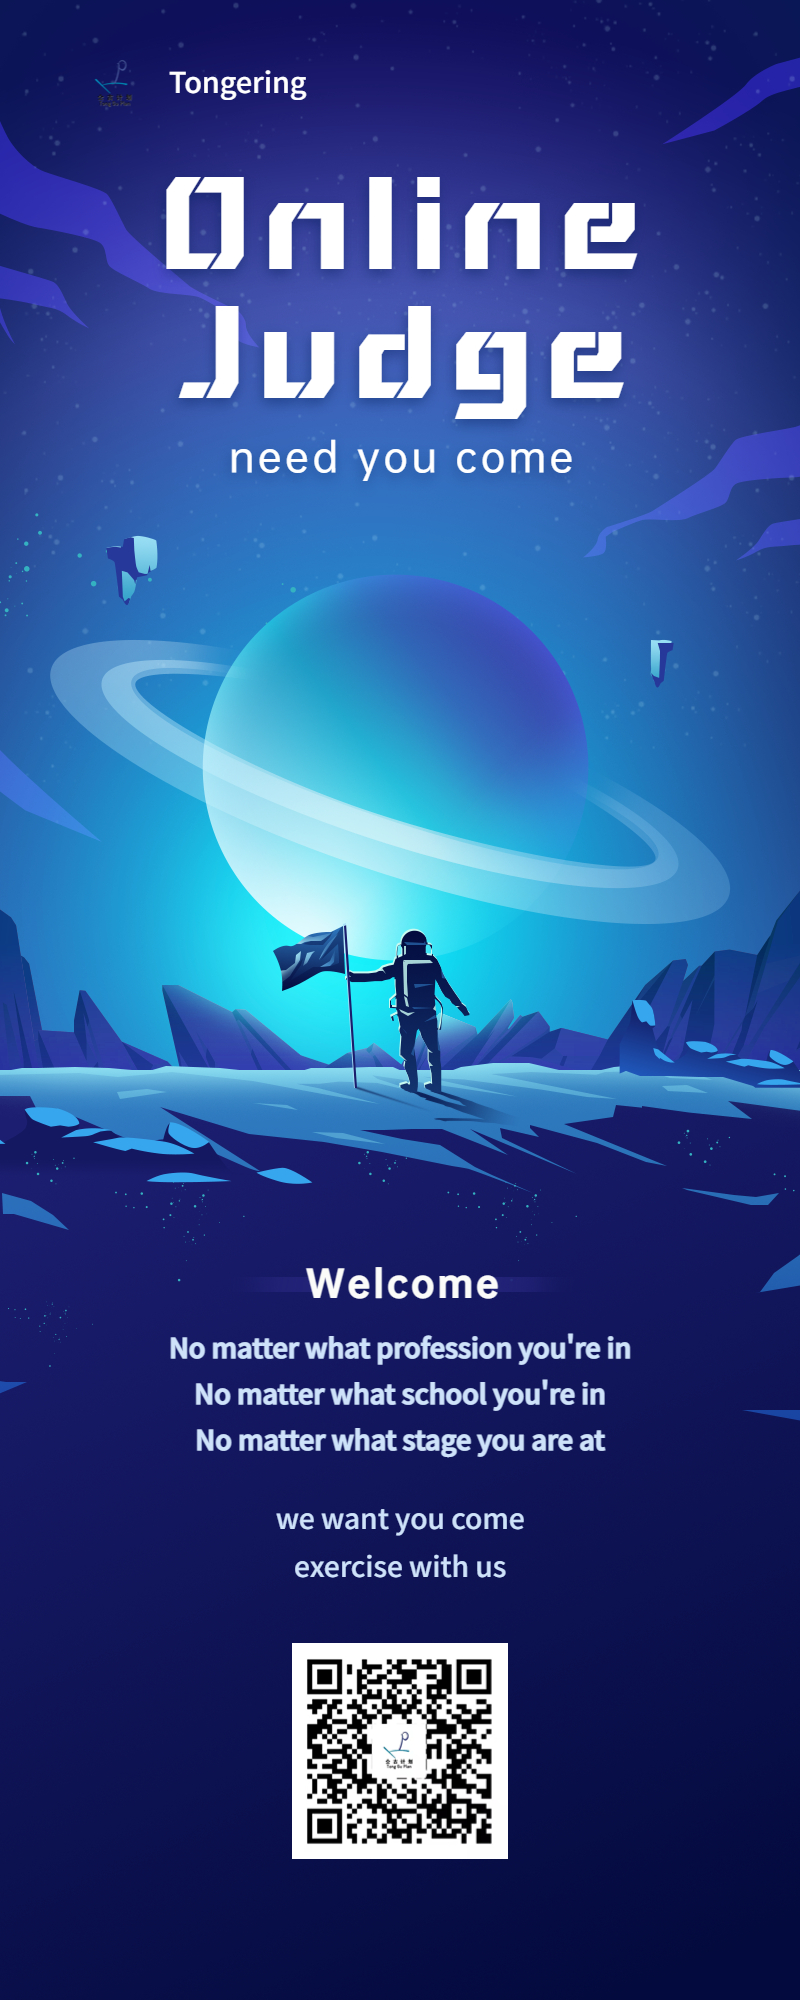 Tongering
Online
Judge
need you come
Welcome
No matter what profession you're in
No matter what school you're in
No matter what stage you are at
we want you come
exercise with us